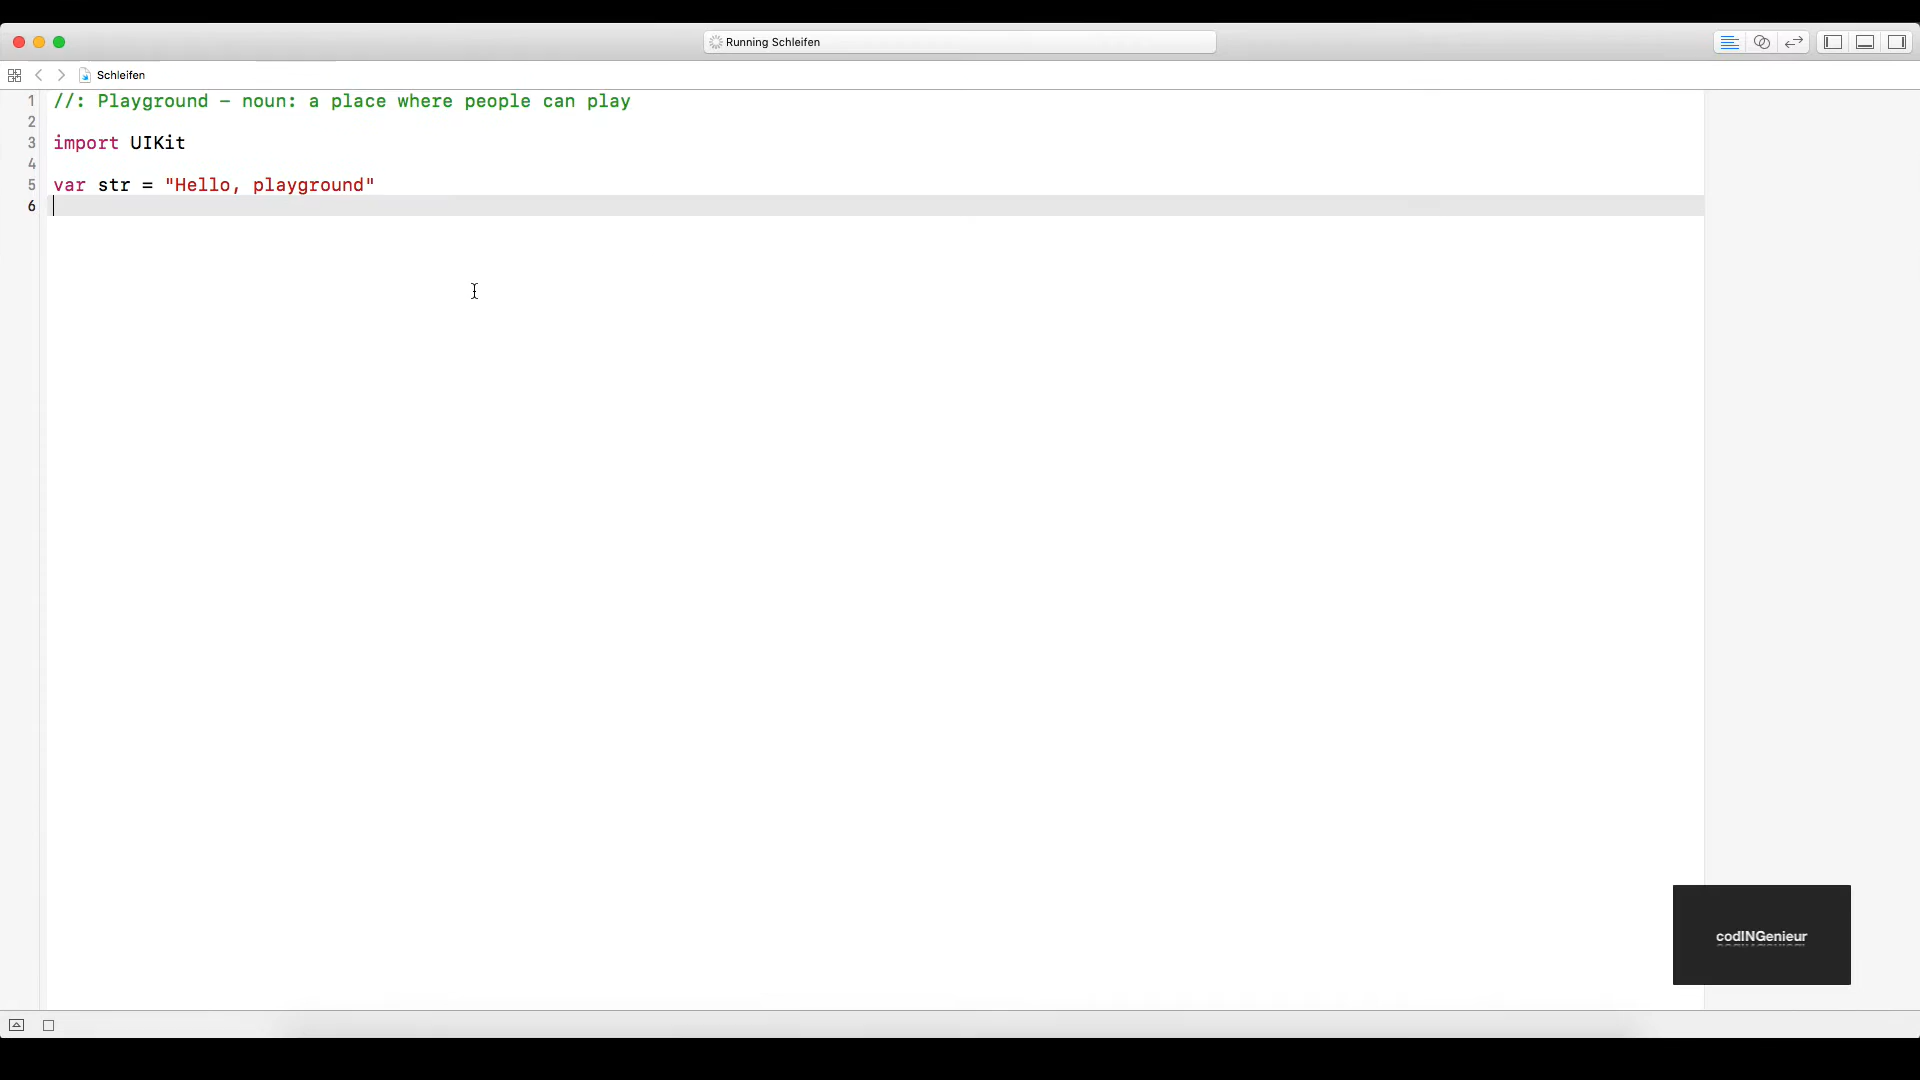 Running Schleifen
Schleifen
1 //: Playground - noun: a place where people can play
2
3 import UIKit
4
5 var str = "Hello, playground"
6
codINGenieur